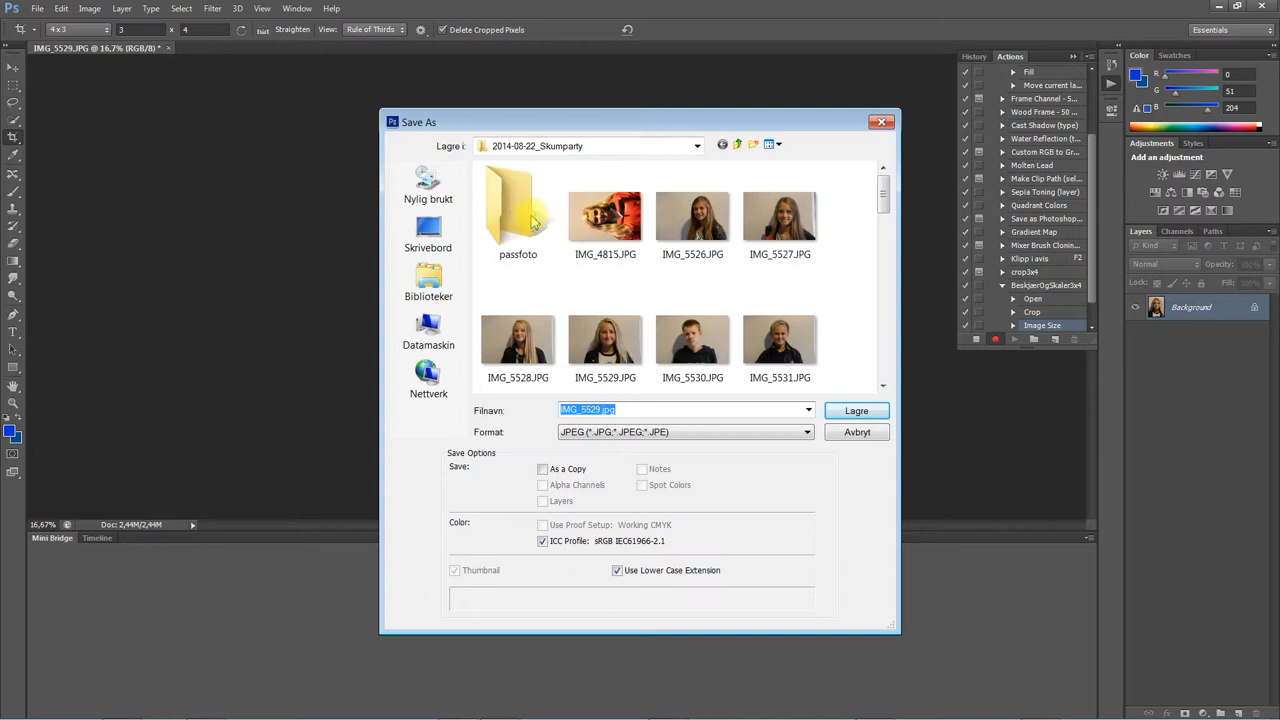 Ps File Edit Image Layer Type Select Filter 3D View Window Help
4 x 3 3 x 4 Straighten View: Rule of Thirds Delete Cropped Pixels Essentials
IMG_5529.JPG @ 16,7% (RGB/8) * ×
History Actions
Fill
Move current la...
Frame Channel - 5...
Wood Frame - 50 ...
Cast Shadow (type)
Water Reflection (t...
Custom RGB to Gr...
Molten Lead
Make Clip Path (sel...
Sepia Toning (layer)
Quadrant Colors
Save as Photoshop...
Gradient Map
Mixer Brush Clonin...
Klipp i avis F2
crop3x4
BeskjærOgSkaler3x4
Open
Crop
Image Size
Color Swatches
R 0
G 51
B 204
Adjustments Styles
Add an adjustment
Layers Channels Paths
Kind
Normal Opacity: 100%
Lock: Fill: 100%
Background
Ps Save As
Lagre i: 2014-08-22_Skumparty
Nylig brukt
Skrivebord
Biblioteker
Datamaskin
Nettverk
passfoto IMG_4815.JPG IMG_5526.JPG IMG_5527.JPG
IMG_5528.JPG IMG_5529.JPG IMG_5530.JPG IMG_5531.JPG
Filnavn: IMG_5529.jpg Lagre
Format: JPEG (*.JPG;*.JPEG;*.JPE) Avbryt
Save Options
Save: As a Copy Notes
Alpha Channels Spot Colors
Layers
Color: Use Proof Setup: Working CMYK
ICC Profile: sRGB IEC61966-2.1
Thumbnail Use Lower Case Extension
16,67% Doc: 2,44M/2,44M
Mini Bridge Timeline